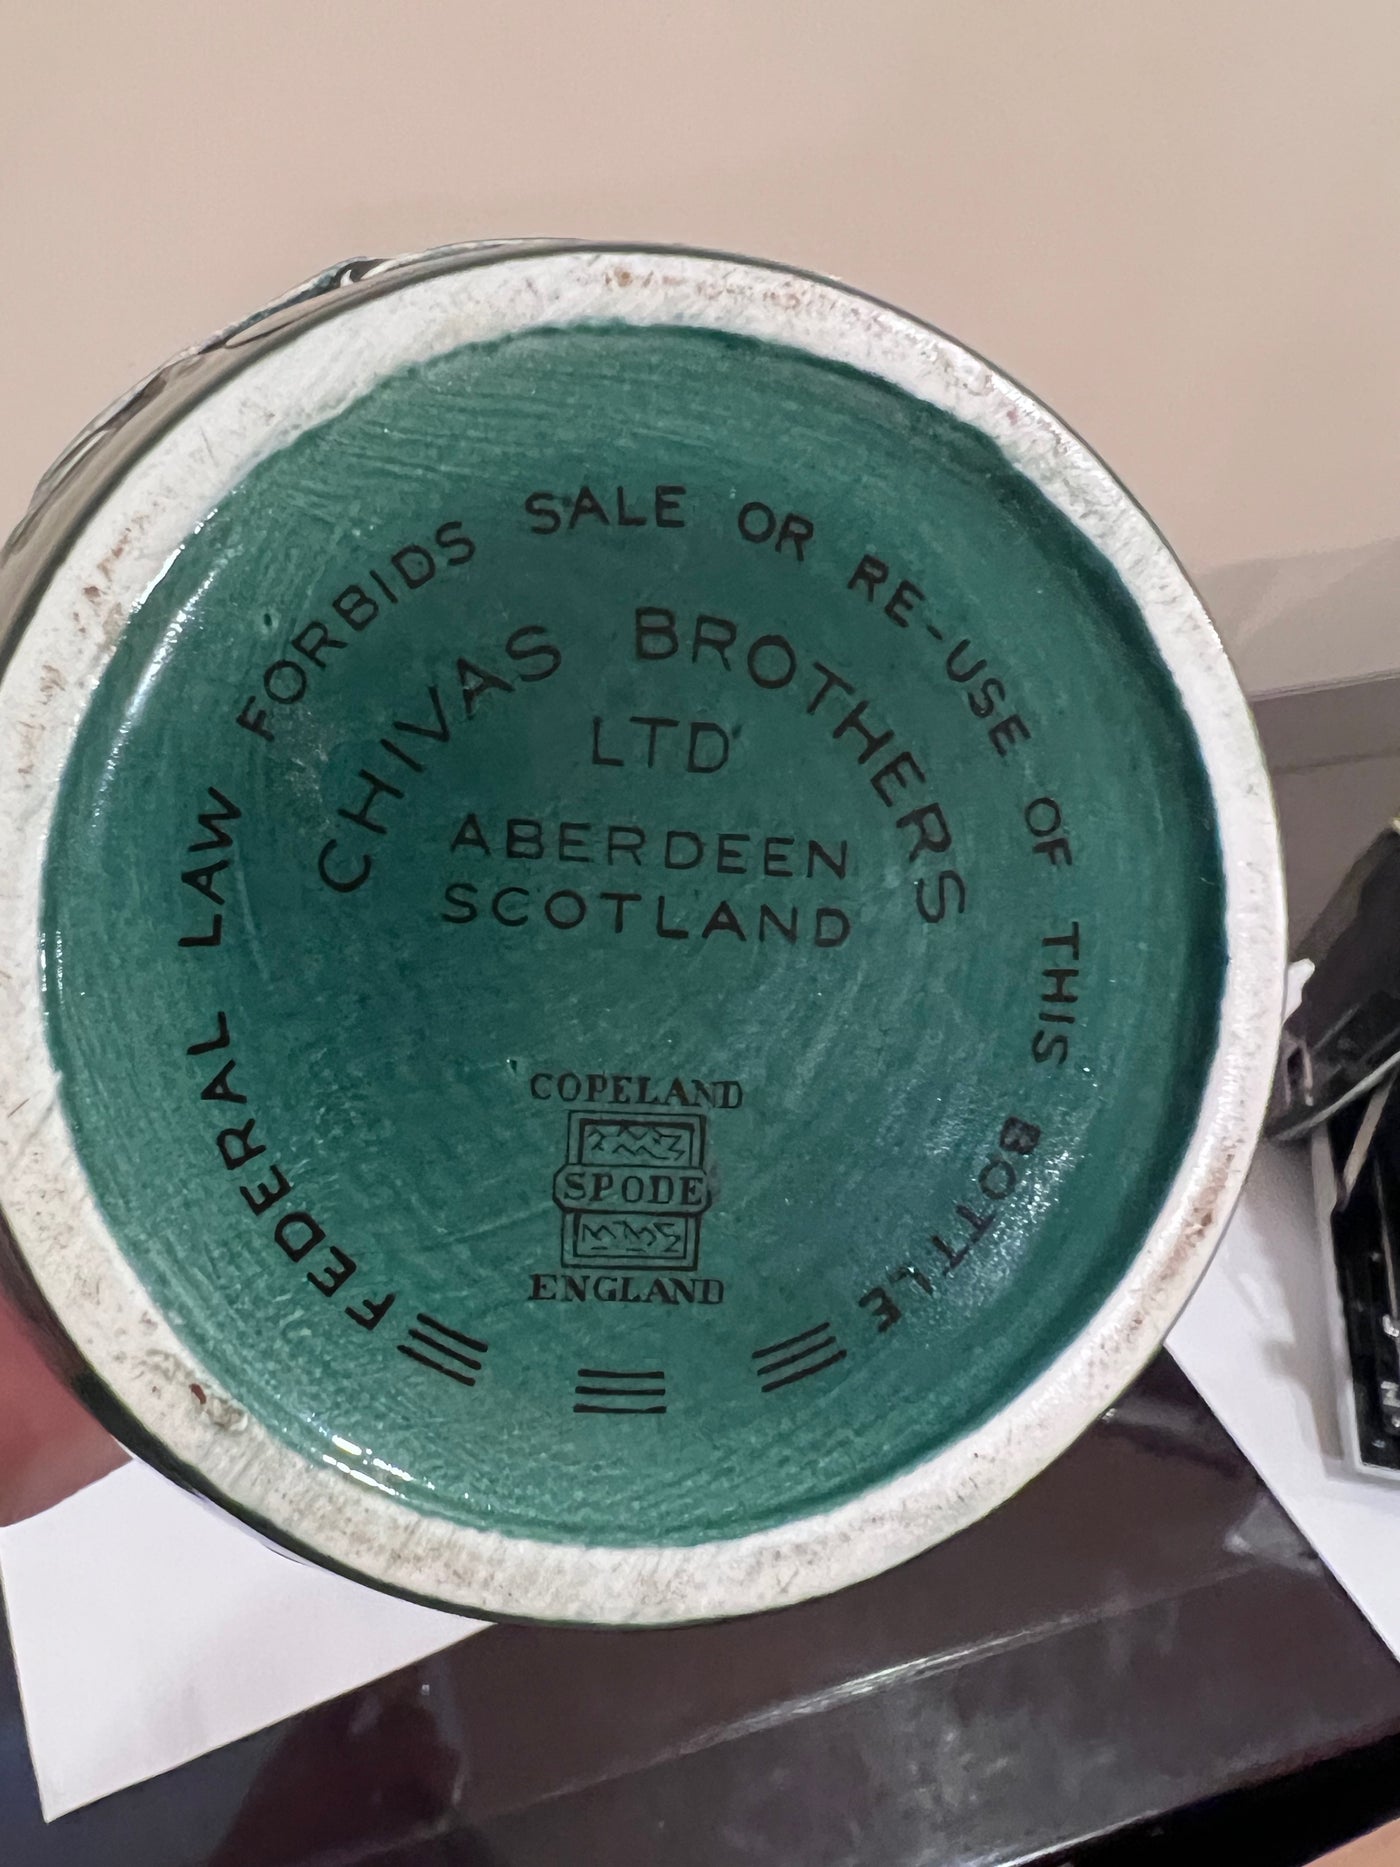 FEDERAL LAW FORBIDS SALE OR RE-USE OF THIS BOTTLE
CHIVAS BROTHERS
LTD
ABERDEEN
SCOTLAND
COPELAND
SPODE
ENGLAND